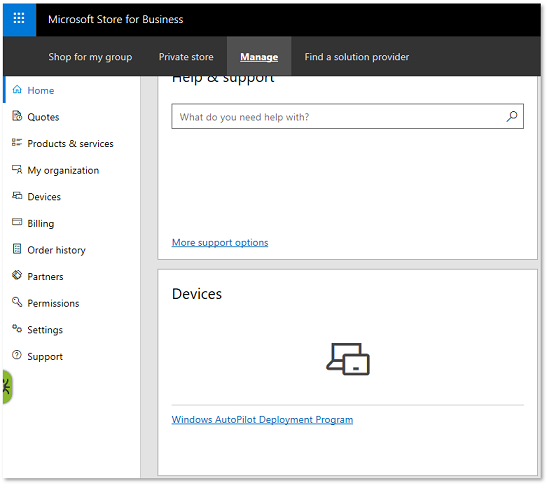 Microsoft Store for Business
Shop for my group Private store Manage Find a solution provider
Home
Quotes
Products & services
My organization
Devices
Billing
Order history
Partners
Permissions
Settings
Support
Help & support
What do you need help with?
More support options
Devices
Windows AutoPilot Deployment Program